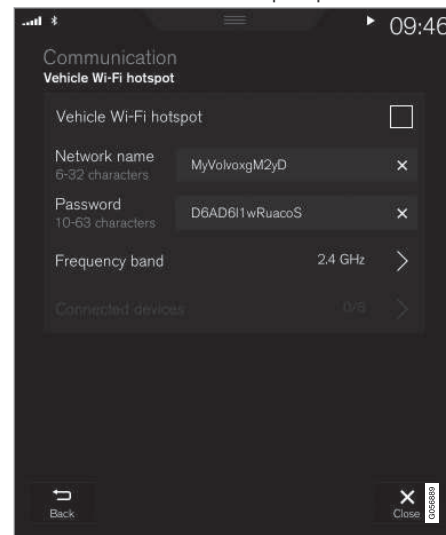 09:46
Communication
Vehicle Wi-Fi hotspot
Vehicle Wi-Fi hotspot
Network name
6-32 characters
MyVolvoxgM2yD
Password
10-63 characters
D6AD6I1wRuacoS
Frequency band
2.4 GHz
Connected devices
0/8
Back
Close
G056889